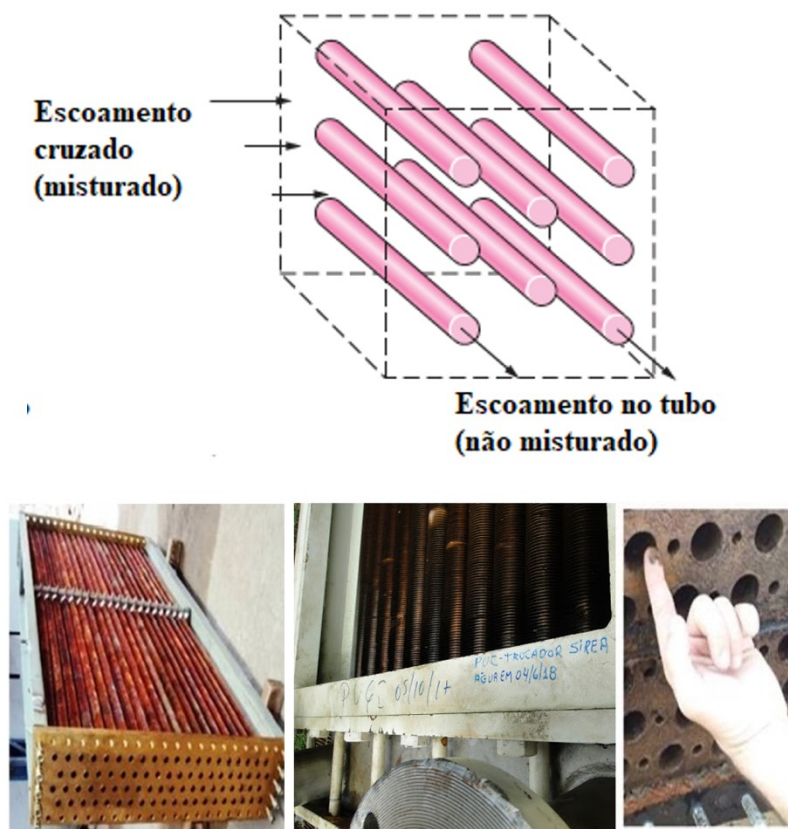 Escoamento
cruzado
(misturado)
Escoamento no tubo
(não misturado)
PUC-TROCADOR SIREA
05/10/17
ÁGUA EM 04/6/18